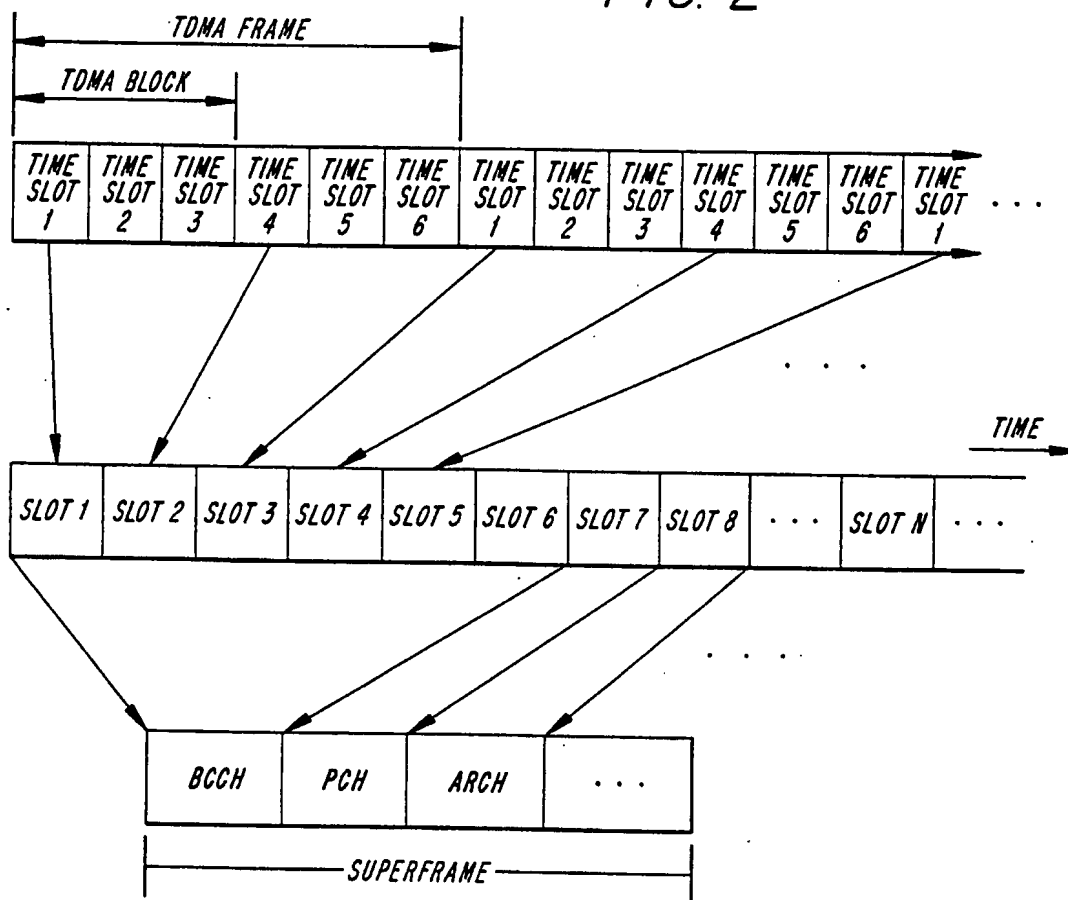 FIG. 2
TDMA FRAME
TDMA BLOCK
TIME SLOT 1
TIME SLOT 2
TIME SLOT 3
TIME SLOT 4
TIME SLOT 5
TIME SLOT 6
TIME SLOT 1
TIME SLOT 2
TIME SLOT 3
TIME SLOT 4
TIME SLOT 5
TIME SLOT 6
TIME SLOT 1
. . .
. . .
TIME
SLOT 1
SLOT 2
SLOT 3
SLOT 4
SLOT 5
SLOT 6
SLOT 7
SLOT 8
. . .
SLOT N
. . .
. . . .
BCCH
PCH
ARCH
. . .
SUPERFRAME